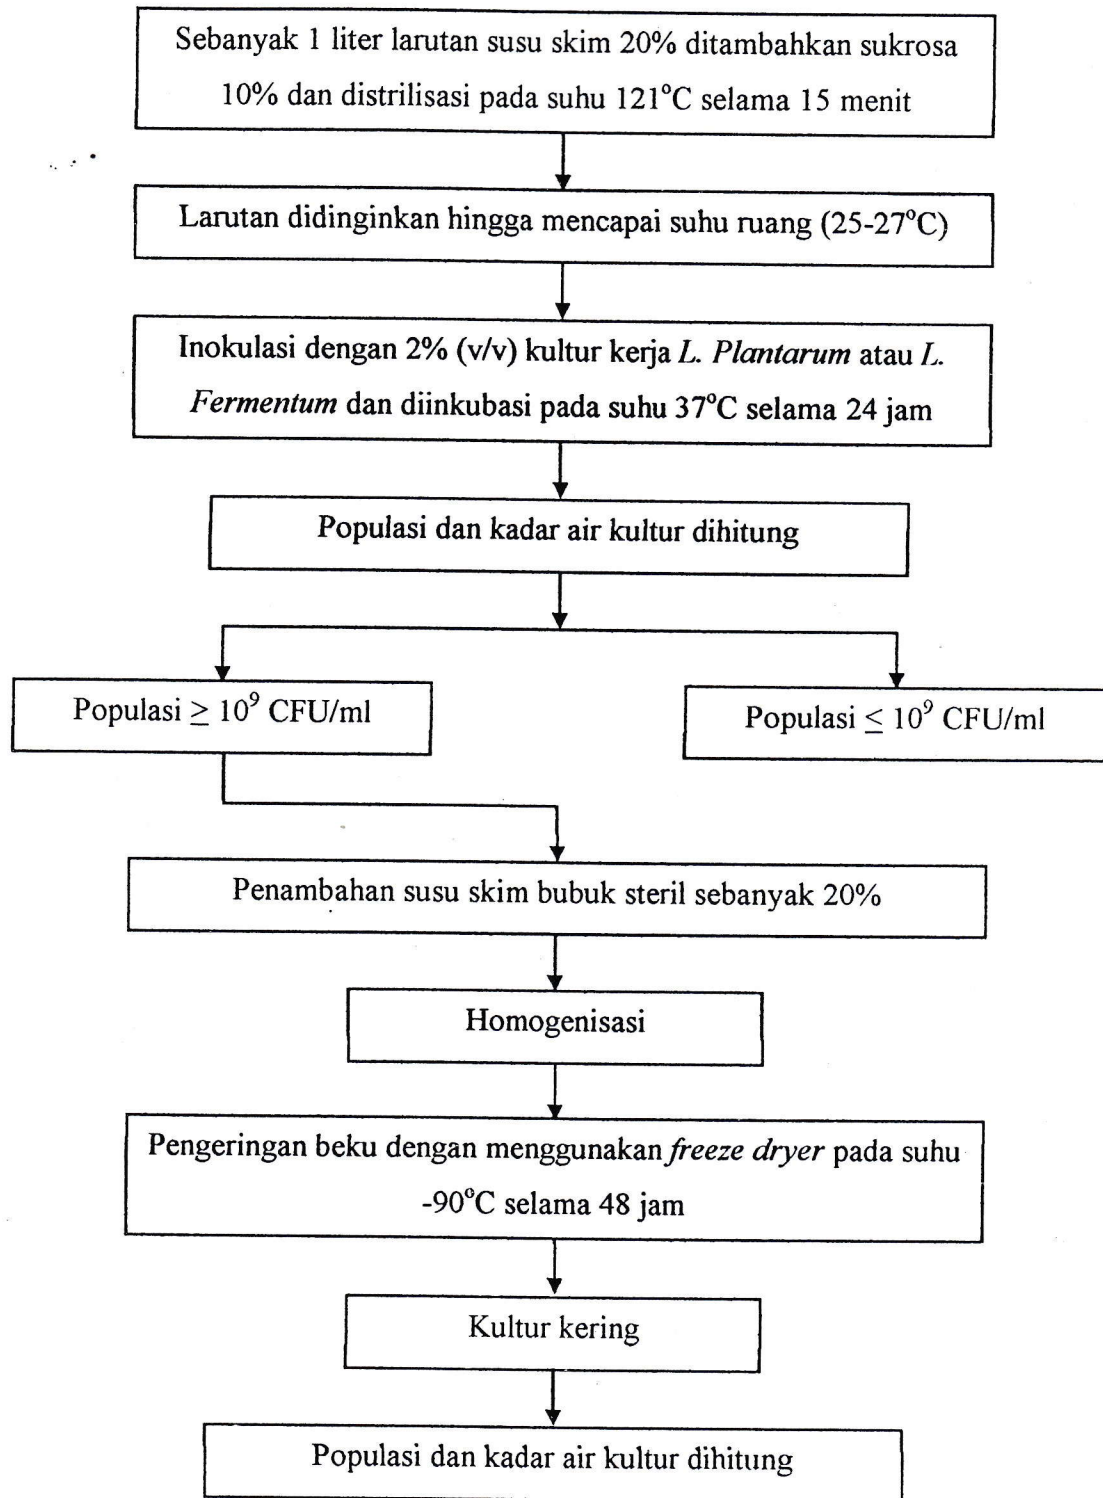 Sebanyak 1 liter larutan susu skim 20% ditambahkan sukrosa
10% dan distrilisasi pada suhu 121°C selama 15 menit
Larutan didinginkan hingga mencapai suhu ruang (25-27°C)
Inokulasi dengan 2% (v/v) kultur kerja L. Plantarum atau L.
Fermentum dan diinkubasi pada suhu 37°C selama 24 jam
Populasi dan kadar air kultur dihitung
Populasi ≥ 10⁹ CFU/ml
Populasi ≤ 10⁹ CFU/ml
Penambahan susu skim bubuk steril sebanyak 20%
Homogenisasi
Pengeringan beku dengan menggunakan freeze dryer pada suhu
-90°C selama 48 jam
Kultur kering
Populasi dan kadar air kultur dihitung